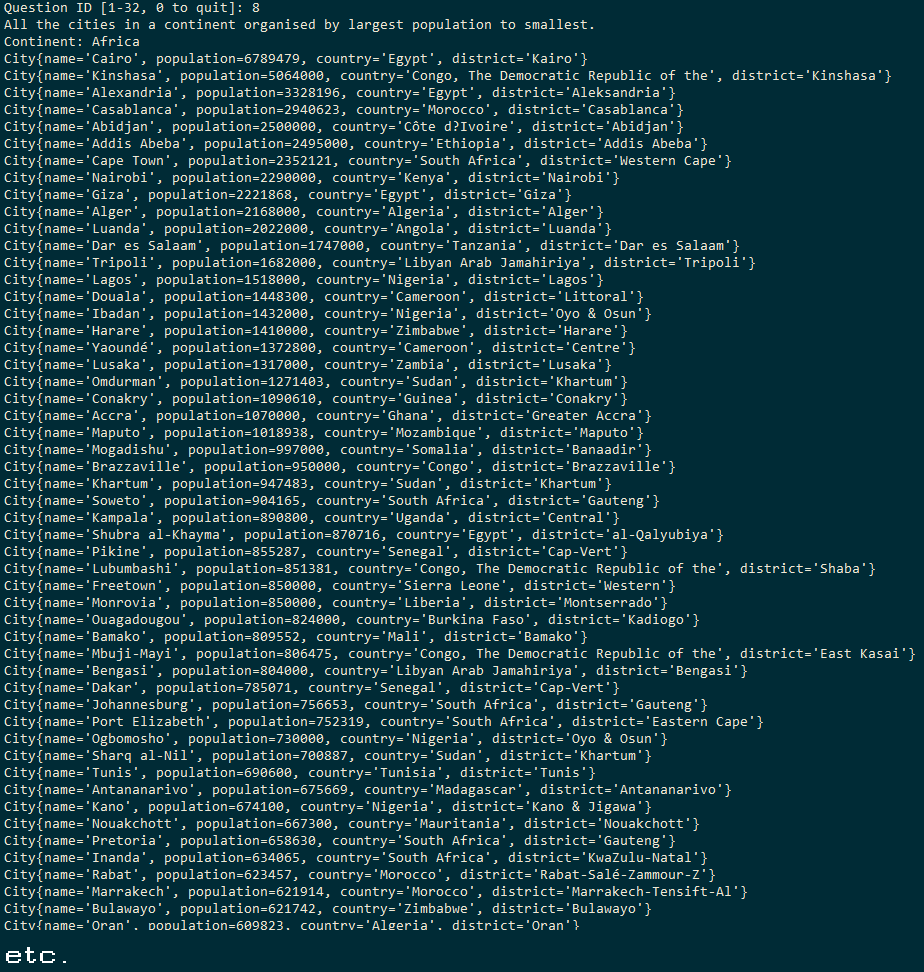 Question ID [1-32, 0 to quit]: 8
All the cities in a continent organised by largest population to smallest.
Continent: Africa
City{name='Cairo', population=6789479, country='Egypt', district='Kairo'}
City{name='Kinshasa', population=5064000, country='Congo, The Democratic Republic of the', district='Kinshasa'}
City{name='Alexandria', population=3328196, country='Egypt', district='Aleksandria'}
City{name='Casablanca', population=2940623, country='Morocco', district='Casablanca'}
City{name='Abidjan', population=2500000, country='Côte d?Ivoire', district='Abidjan'}
City{name='Addis Abeba', population=2495000, country='Ethiopia', district='Addis Abeba'}
City{name='Cape Town', population=2352121, country='South Africa', district='Western Cape'}
City{name='Nairobi', population=2290000, country='Kenya', district='Nairobi'}
City{name='Giza', population=2221868, country='Egypt', district='Giza'}
City{name='Alger', population=2168000, country='Algeria', district='Alger'}
City{name='Luanda', population=2022000, country='Angola', district='Luanda'}
City{name='Dar es Salaam', population=1747000, country='Tanzania', district='Dar es Salaam'}
City{name='Tripoli', population=1682000, country='Libyan Arab Jamahiriya', district='Tripoli'}
City{name='Lagos', population=1518000, country='Nigeria', district='Lagos'}
City{name='Douala', population=1448300, country='Cameroon', district='Littoral'}
City{name='Ibadan', population=1432000, country='Nigeria', district='Oyo & Osun'}
City{name='Harare', population=1410000, country='Zimbabwe', district='Harare'}
City{name='Yaoundé', population=1372800, country='Cameroon', district='Centre'}
City{name='Lusaka', population=1317000, country='Zambia', district='Lusaka'}
City{name='Omdurman', population=1271403, country='Sudan', district='Khartum'}
City{name='Conakry', population=1090610, country='Guinea', district='Conakry'}
City{name='Accra', population=1070000, country='Ghana', district='Greater Accra'}
City{name='Maputo', population=1018938, country='Mozambique', district='Maputo'}
City{name='Mogadishu', population=997000, country='Somalia', district='Banaadir'}
City{name='Brazzaville', population=950000, country='Congo', district='Brazzaville'}
City{name='Khartum', population=947483, country='Sudan', district='Khartum'}
City{name='Soweto', population=904165, country='South Africa', district='Gauteng'}
City{name='Kampala', population=890800, country='Uganda', district='Central'}
City{name='Shubra al-Khayma', population=870716, country='Egypt', district='al-Qalyubiya'}
City{name='Pikine', population=855287, country='Senegal', district='Cap-Vert'}
City{name='Lubumbashi', population=851381, country='Congo, The Democratic Republic of the', district='Shaba'}
City{name='Freetown', population=850000, country='Sierra Leone', district='Western'}
City{name='Monrovia', population=850000, country='Liberia', district='Montserrado'}
City{name='Ouagadougou', population=824000, country='Burkina Faso', district='Kadiogo'}
City{name='Bamako', population=809552, country='Mali', district='Bamako'}
City{name='Mbuji-Mayi', population=806475, country='Congo, The Democratic Republic of the', district='East Kasai'}
City{name='Bengasi', population=804000, country='Libyan Arab Jamahiriya', district='Bengasi'}
City{name='Dakar', population=785071, country='Senegal', district='Cap-Vert'}
City{name='Johannesburg', population=756653, country='South Africa', district='Gauteng'}
City{name='Port Elizabeth', population=752319, country='South Africa', district='Eastern Cape'}
City{name='Ogbomosho', population=730000, country='Nigeria', district='Oyo & Osun'}
City{name='Sharq al-Nil', population=700887, country='Sudan', district='Khartum'}
City{name='Tunis', population=690600, country='Tunisia', district='Tunis'}
City{name='Antananarivo', population=675669, country='Madagascar', district='Antananarivo'}
City{name='Kano', population=674100, country='Nigeria', district='Kano & Jigawa'}
City{name='Nouakchott', population=667300, country='Mauritania', district='Nouakchott'}
City{name='Pretoria', population=658630, country='South Africa', district='Gauteng'}
City{name='Inanda', population=634065, country='South Africa', district='KwaZulu-Natal'}
City{name='Rabat', population=623457, country='Morocco', district='Rabat-Salé-Zammour-Z'}
City{name='Marrakech', population=621914, country='Morocco', district='Marrakech-Tensift-Al'}
City{name='Bulawayo', population=621742, country='Zimbabwe', district='Bulawayo'}
City{name='Oran', population=609823, country='Algeria', district='Oran'}
etc.